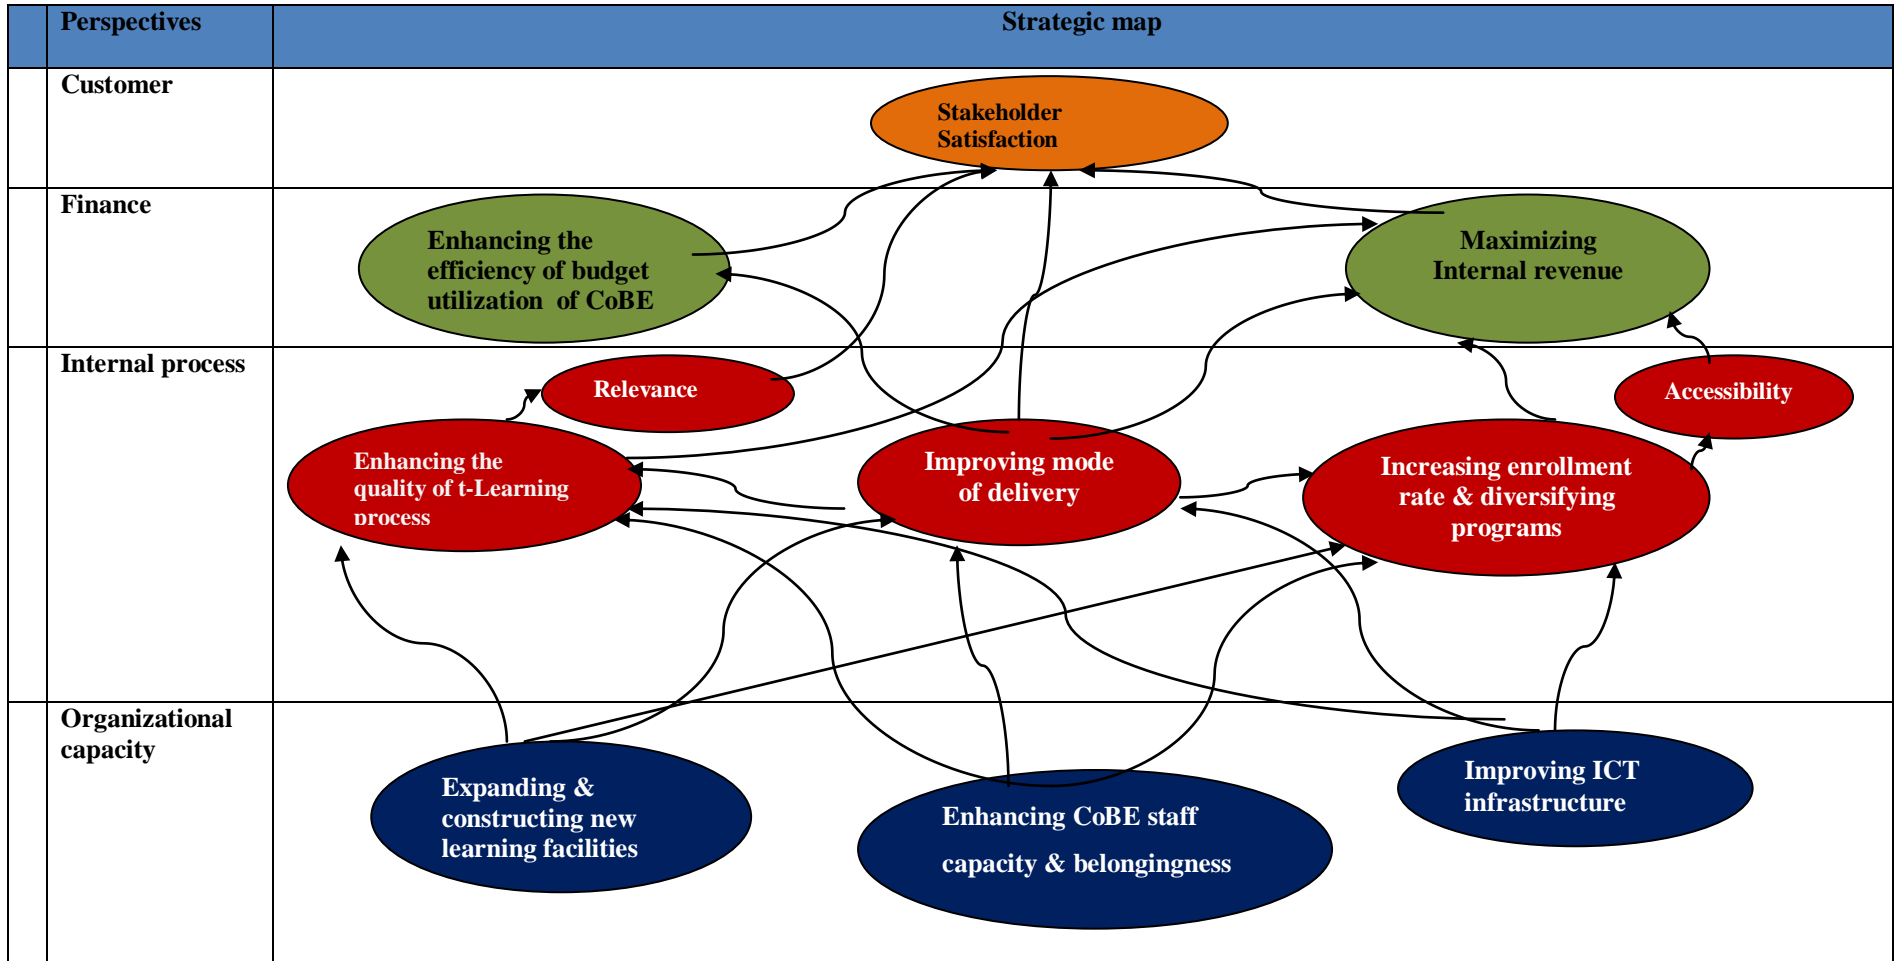 Perspectives
Strategic map
Customer
Stakeholder
Satisfaction
Finance
Enhancing the
efficiency of budget
utilization of CoBE
Maximizing
Internal revenue
Internal process
Relevance
Accessibility
Enhancing the
quality of t-Learning
process
Improving mode
of delivery
Increasing enrollment
rate & diversifying
programs
Organizational
capacity
Expanding &
constructing new
learning facilities
Enhancing CoBE staff
capacity & belongingness
Improving ICT
infrastructure